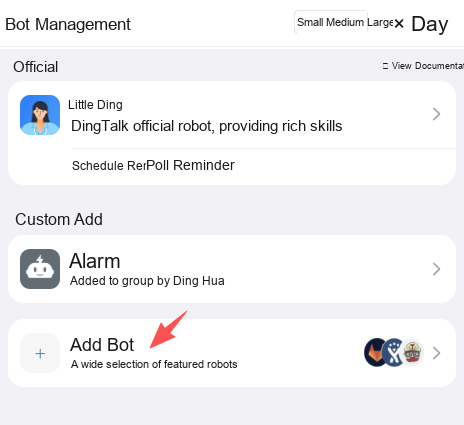 Bot Management
Small Medium Large × Day
Official
View Documentat
Little Ding
DingTalk official robot, providing rich skills
Schedule Rer Poll Reminder
Custom Add
Alarm
Added to group by Ding Hua
Add Bot
A wide selection of featured robots